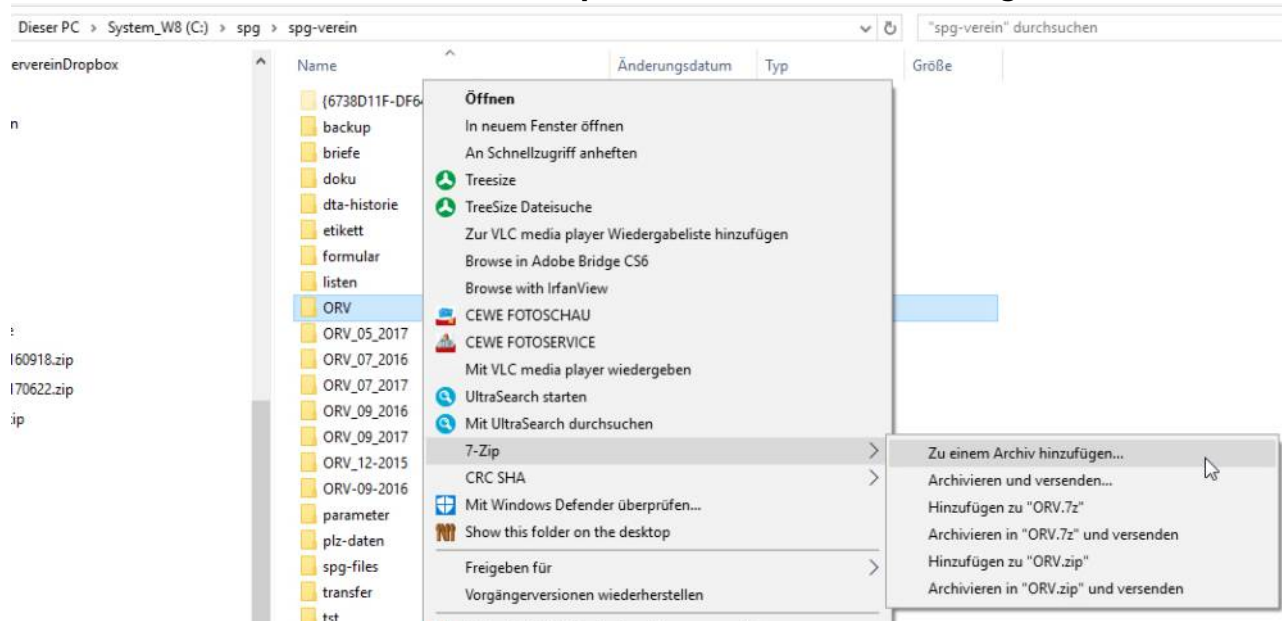 Dieser PC > System_W8 (C:) > spg > spg-verein
"spg-verein" durchsuchen
ervereinDropbox
n
160918.zip
170622.zip
zip
Name Änderungsdatum Typ Größe
{6738D11F-DF64
backup
briefe
doku
dta-historie
etikett
formular
listen
ORV
ORV_05_2017
ORV_07_2016
ORV_07_2017
ORV_09_2016
ORV_09_2017
ORV_12-2015
ORV-09-2016
parameter
plz-daten
spg-files
transfer
tst
Öffnen
In neuem Fenster öffnen
An Schnellzugriff anheften
Treesize
TreeSize Dateisuche
Zur VLC media player Wiedergabeliste hinzufügen
Browse in Adobe Bridge CS6
Browse with IrfanView
CEWE FOTOSCHAU
CEWE FOTOSERVICE
Mit VLC media player wiedergeben
UltraSearch starten
Mit UltraSearch durchsuchen
7-Zip
CRC SHA
Mit Windows Defender überprüfen...
Show this folder on the desktop
Freigeben für
Vorgängerversionen wiederherstellen
Zu einem Archiv hinzufügen...
Archivieren und versenden...
Hinzufügen zu "ORV.7z"
Archivieren in "ORV.7z" und versenden
Hinzufügen zu "ORV.zip"
Archivieren in "ORV.zip" und versenden